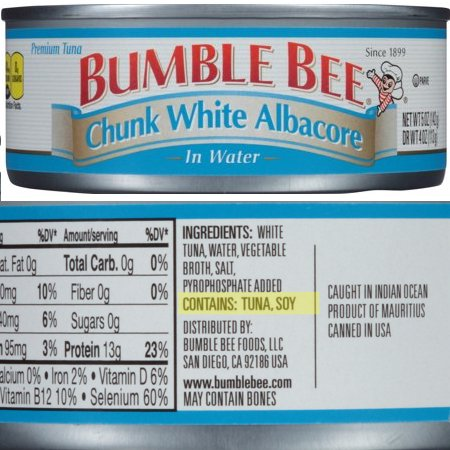 Premium Tuna
BUMBLE BEE
Since 1899
PARVE
Chunk White Albacore
In Water
NET WT 5 OZ (142g)
DR WT 4 OZ (113g)
%DV* Amount/serving %DV*
Fat 0g Total Carb. 0g 0%
0mg 10% Fiber 0g 0%
40mg 6% Sugars 0g
95mg 3% Protein 13g 23%
Calcium 0% • Iron 2% • Vitamin D 6%
Vitamin B12 10% • Selenium 60%
INGREDIENTS: WHITE
TUNA, WATER, VEGETABLE
BROTH, SALT,
PYROPHOSPHATE ADDED
CONTAINS: TUNA, SOY
DISTRIBUTED BY:
BUMBLE BEE FOODS, LLC
SAN DIEGO, CA 92186 USA
www.bumblebee.com
MAY CONTAIN BONES
CAUGHT IN INDIAN OCEAN
PRODUCT OF MAURITIUS
CANNED IN USA